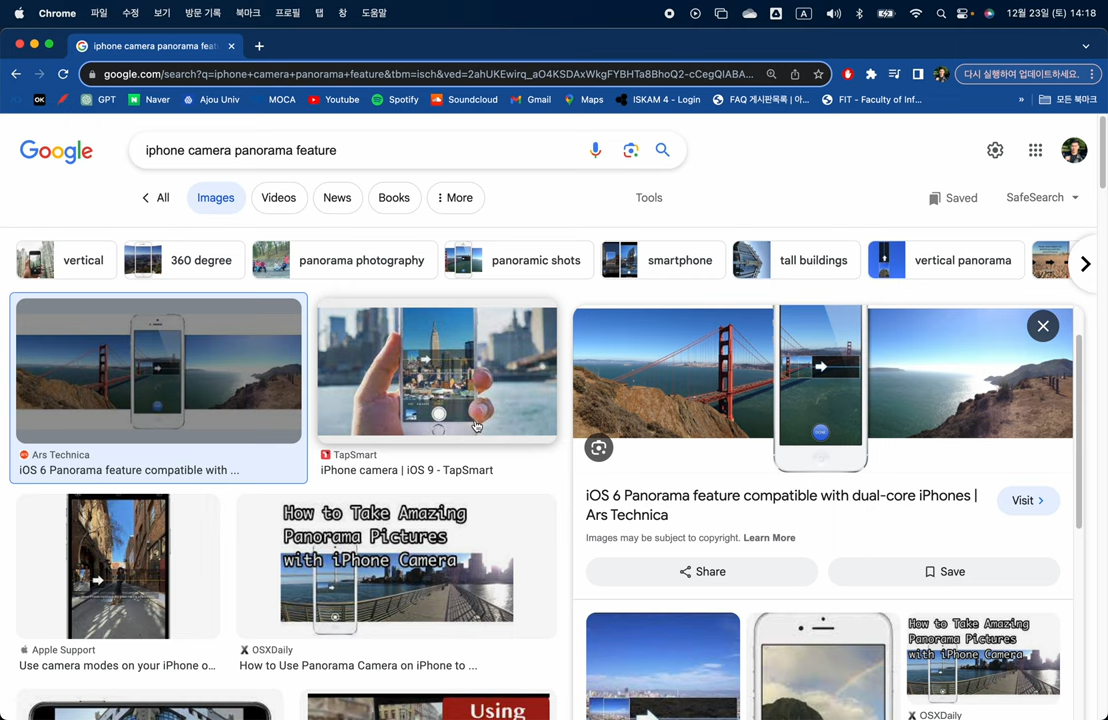 Chrome 파일 수정 보기 방문 기록 북마크 프로필 탭 창 도움말
A
12월 23일 (토) 14:18
iphone camera panorama feat
google.com/search?q=iphone+camera+panorama+feature&tbm=isch&ved=2ahUKEwirq_aO4KSDAxWkgFYBHTa8BhoQ2-cCegQIABA...
다시 실행하여 업데이트하세요.
OK
GPT
Naver
Ajou Univ
MOCA
Youtube
Spotify
Soundcloud
Gmail
Maps
ISKAM 4 - Login
FAQ 게시판목록 | 아...
FIT - Faculty of Inf...
»
모든 북마크
Google
iphone camera panorama feature
All
Images
Videos
News
Books
More
Tools
Saved
SafeSearch
vertical
360 degree
panorama photography
panoramic shots
smartphone
tall buildings
vertical panorama
Ars Technica
iOS 6 Panorama feature compatible with ...
TapSmart
iPhone camera | iOS 9 - TapSmart
iOS 6 Panorama feature compatible with dual-core iPhones |
Ars Technica
Visit
Images may be subject to copyright. Learn More
Share
Save
How to Take Amazing
Panorama Pictures
with iPhone Camera
Apple Support
Use camera modes on your iPhone o...
OSXDaily
How to Use Panorama Camera on iPhone to ...
Using
How to Take Amazing
Panorama Pictures
with iPhone Camera
OSXDaily